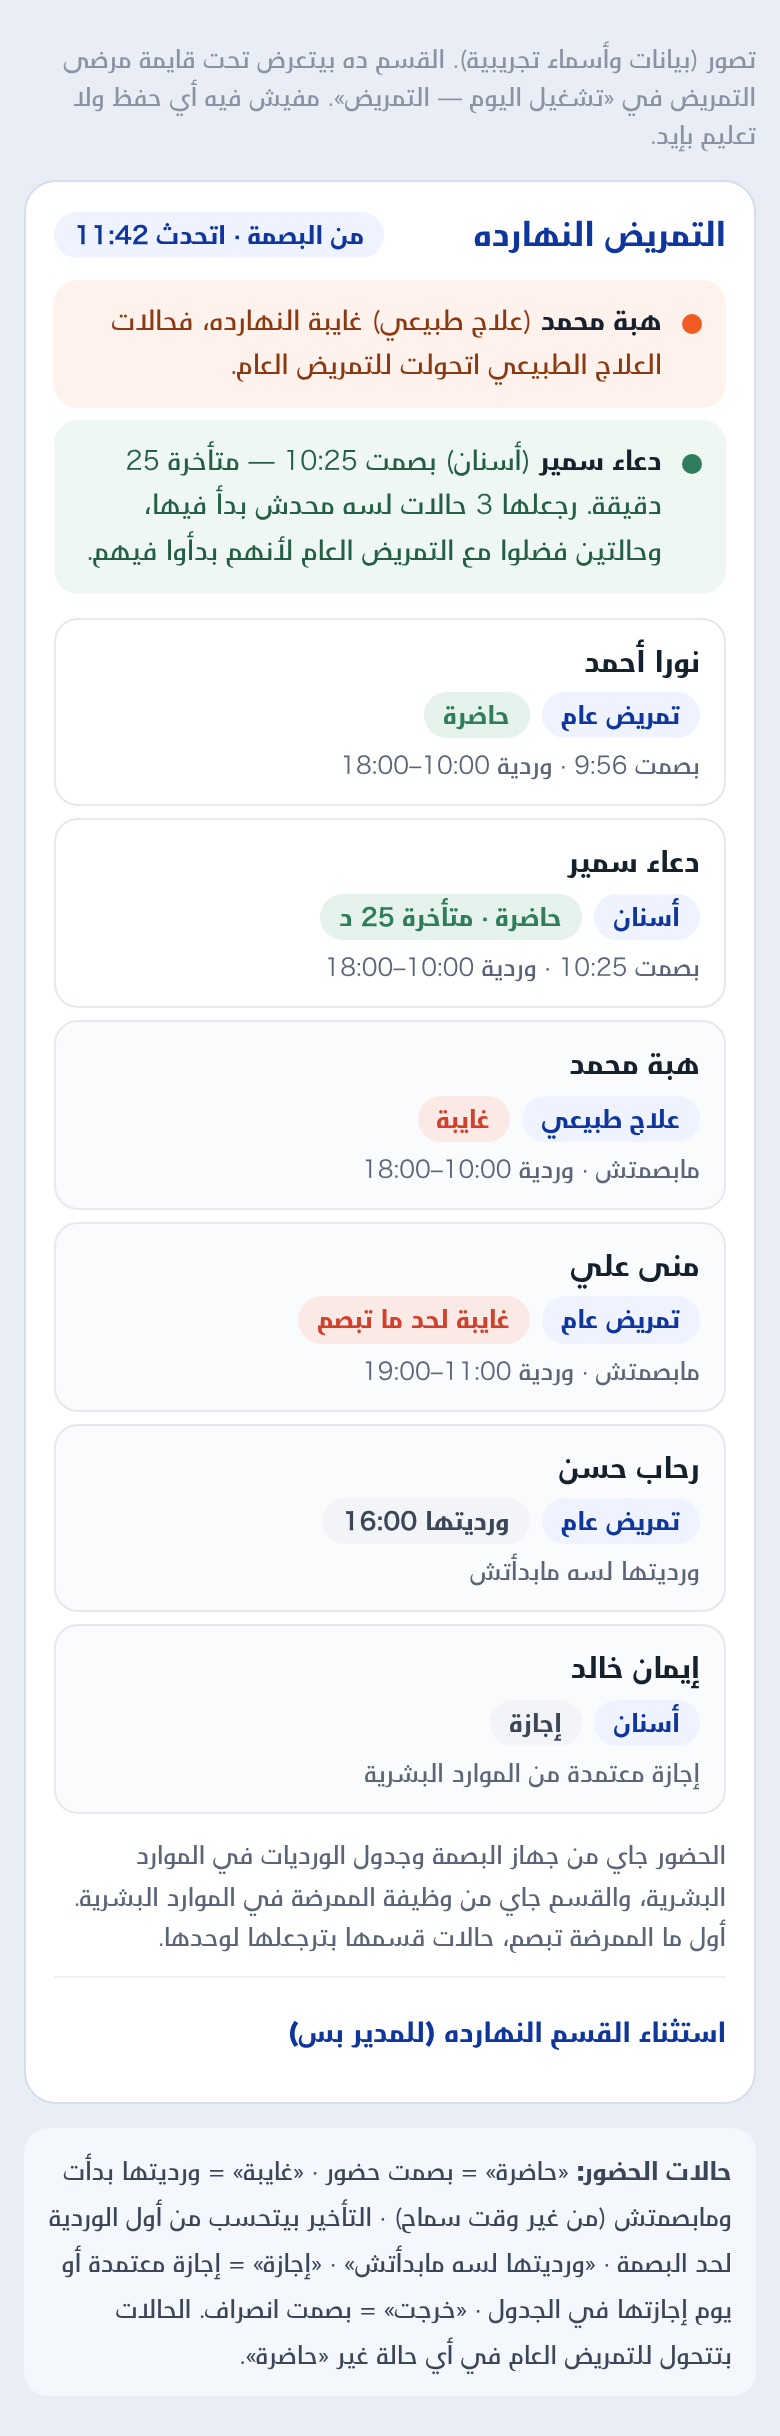 تصور (بيانات وأسماء تجريبية). القسم ده بيتعرض تحت قايمة مرضى
التمريض في «تشغيل اليوم — التمريض». مفيش فيه أي حفظ ولا
تعليم بإيد.
التمريض النهارده
من البصمة · اتحدث 11:42
هبة محمد (علاج طبيعي) غايبة النهارده، فحالات
العلاج الطبيعي اتحولت للتمريض العام.
دعاء سمير (أسنان) بصمت 10:25 — متأخرة 25
دقيقة. رجعلها 3 حالات لسه محدش بدأ فيها،
وحالتين فضلوا مع التمريض العام لأنهم بدأوا فيهم.
نورا أحمد
تمريض عام
حاضرة
بصمت 9:56 · وردية 10:00–18:00
دعاء سمير
أسنان
حاضرة · متأخرة 25 د
بصمت 10:25 · وردية 10:00–18:00
هبة محمد
علاج طبيعي
غايبة
مابصمتش · وردية 10:00–18:00
منى علي
تمريض عام
غايبة لحد ما تبصم
مابصمتش · وردية 11:00–19:00
رحاب حسن
تمريض عام
ورديتها 16:00
ورديتها لسه مابدأتش
إيمان خالد
أسنان
إجازة
إجازة معتمدة من الموارد البشرية
الحضور جاي من جهاز البصمة وجدول الورديات في الموارد
البشرية، والقسم جاي من وظيفة الممرضة في الموارد البشرية.
أول ما الممرضة تبصم، حالات قسمها بترجعلها لوحدها.
استثناء القسم النهارده (للمدير بس)
حالات الحضور: «حاضرة» = بصمت حضور · «غايبة» = ورديتها بدأت
ومابصمتش (من غير وقت سماح) · التأخير بيتحسب من أول الوردية
لحد البصمة · «ورديتها لسه مابدأتش» · «إجازة» = إجازة معتمدة أو
يوم إجازتها في الجدول · «خرجت» = بصمت انصراف. الحالات
بتتحول للتمريض العام في أي حالة غير «حاضرة».